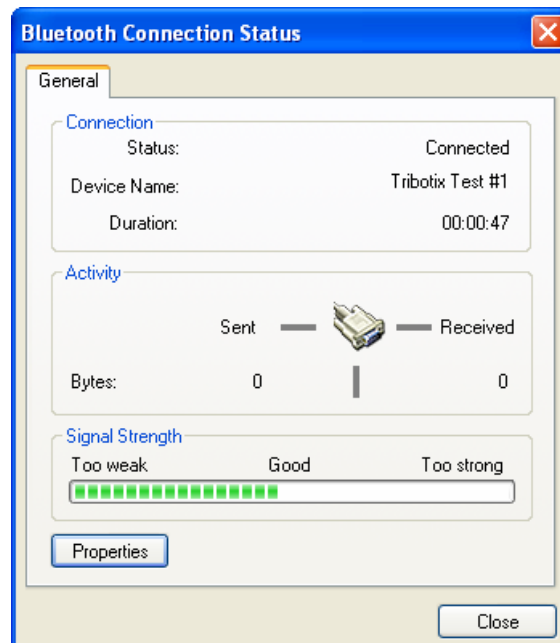 Bluetooth Connection Status
General
Connection
Status: Connected
Device Name: Tribotix Test #1
Duration: 00:00:47
Activity
Sent Received
Bytes: 0 0
Signal Strength
Too weak Good Too strong
Properties
Close